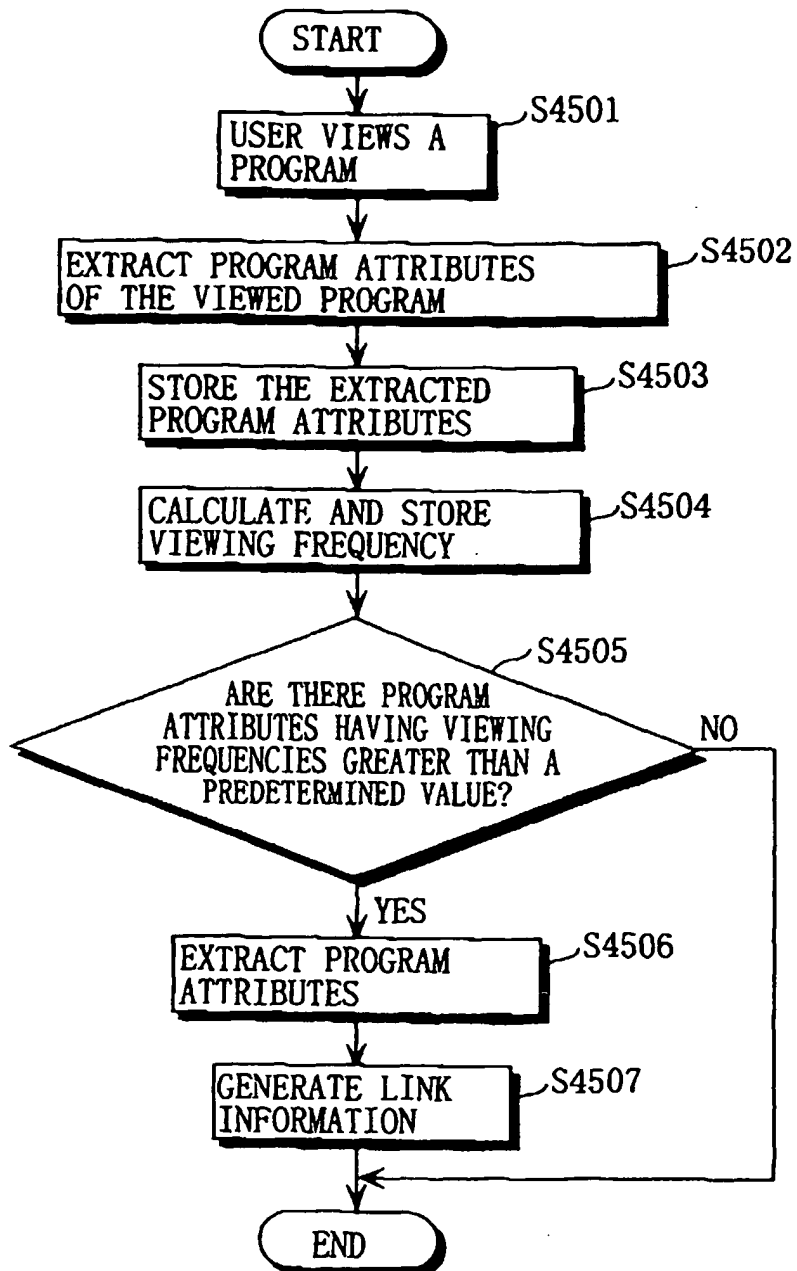 START
S4501
USER VIEWS A
PROGRAM
S4502
EXTRACT PROGRAM ATTRIBUTES
OF THE VIEWED PROGRAM
S4503
STORE THE EXTRACTED
PROGRAM ATTRIBUTES
S4504
CALCULATE AND STORE
VIEWING FREQUENCY
S4505
ARE THERE PROGRAM
ATTRIBUTES HAVING VIEWING
FREQUENCIES GREATER THAN A
PREDETERMINED VALUE?
NO
YES
S4506
EXTRACT PROGRAM
ATTRIBUTES
S4507
GENERATE LINK
INFORMATION
END